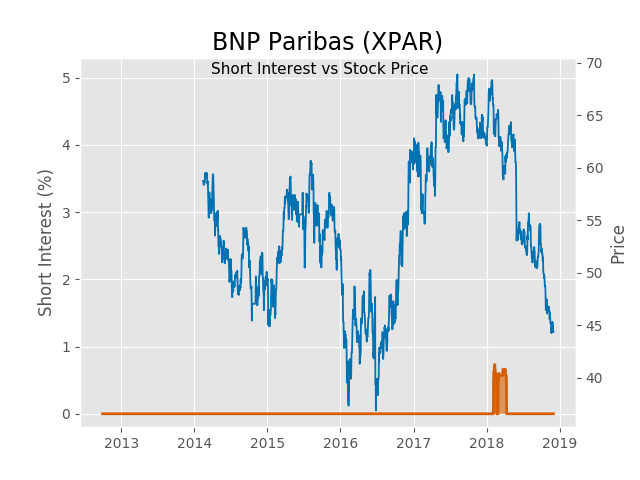 BNP Paribas (XPAR)
Short Interest vs Stock Price
Short Interest (%)
5
4
3
2
1
0
70
65
60
55
50
45
40
Price
2013 2014 2015 2016 2017 2018 2019